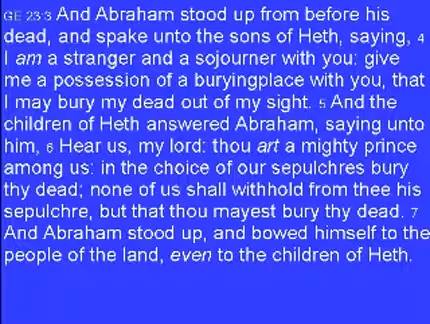 GE 23:3 And Abraham stood up from before his
dead, and spake unto the sons of Heth, saying, 4
I am a stranger and a sojourner with you: give
me a possession of a buryingplace with you, that
I may bury my dead out of my sight. 5 And the
children of Heth answered Abraham, saying unto
him, 6 Hear us, my lord: thou art a mighty prince
among us: in the choice of our sepulchres bury
thy dead; none of us shall withhold from thee his
sepulchre, but that thou mayest bury thy dead. 7
And Abraham stood up, and bowed himself to the
people of the land, even to the children of Heth.